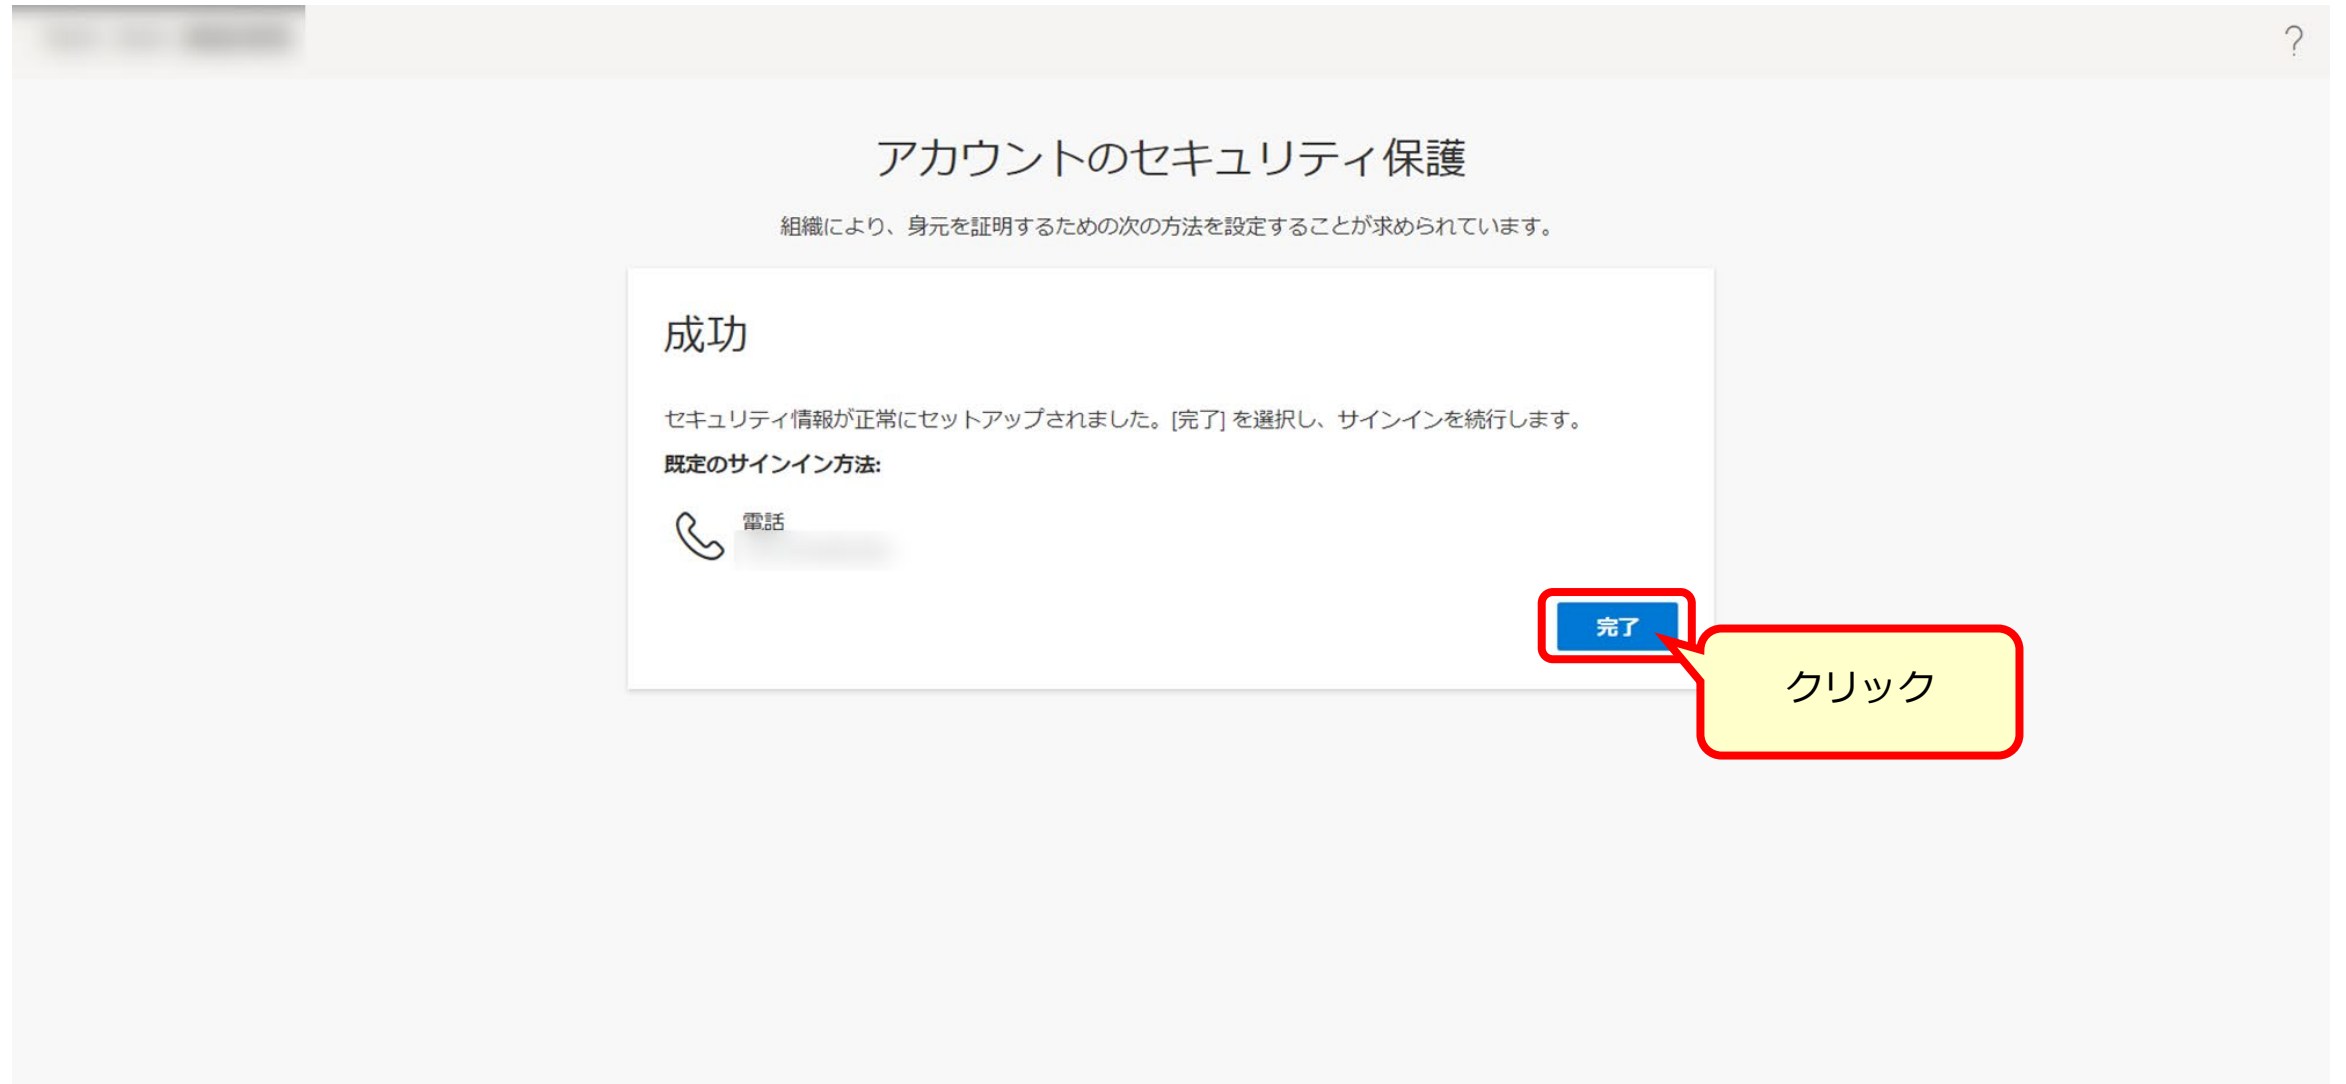 ?
アカウントのセキュリティ保護
組織により、身元を証明するための次の方法を設定することが求められています。
成功
セキュリティ情報が正常にセットアップされました。[完了] を選択し、サインインを続行します。
既定のサインイン方法:
電話
完了
クリック